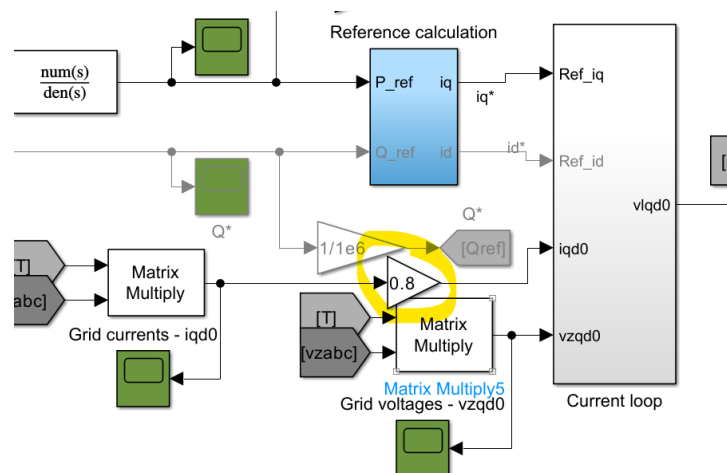 Reference calculation
num(s)
den(s)
P_ref
iq
iq*
Ref_iq
Q_ref
id
id*
Ref_id
Q*
Q*
vlqd0
[
1/1e6
[Qref]
iqd0
T]
abc]
Matrix
Multiply
0.8
Grid currents - iqd0
[T]
[vzabc]
Matrix
Multiply
vzqd0
Matrix Multiply5
Grid voltages - vzqd0
Current loop